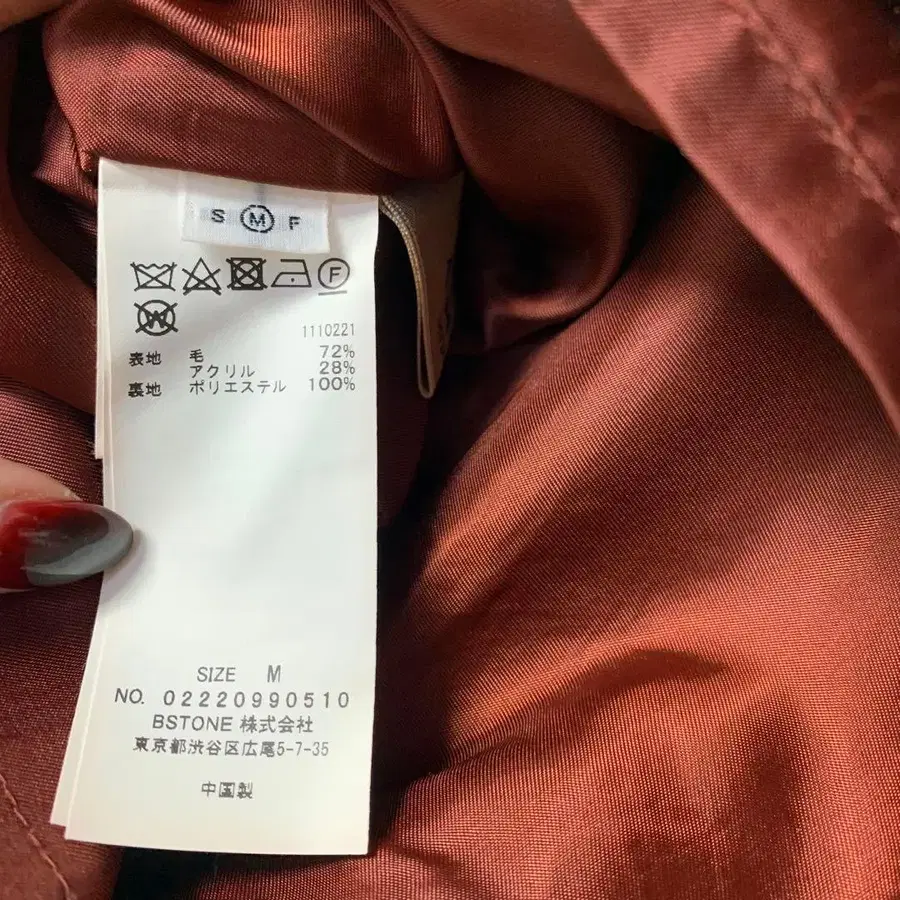 S M F
F
W
1110221
表地 毛 72%
アクリル 28%
裏地 ポリエステル 100%
SIZE M
NO. 02220990510
BSTONE 株式会社
東京都渋谷区広尾5-7-35
中国製